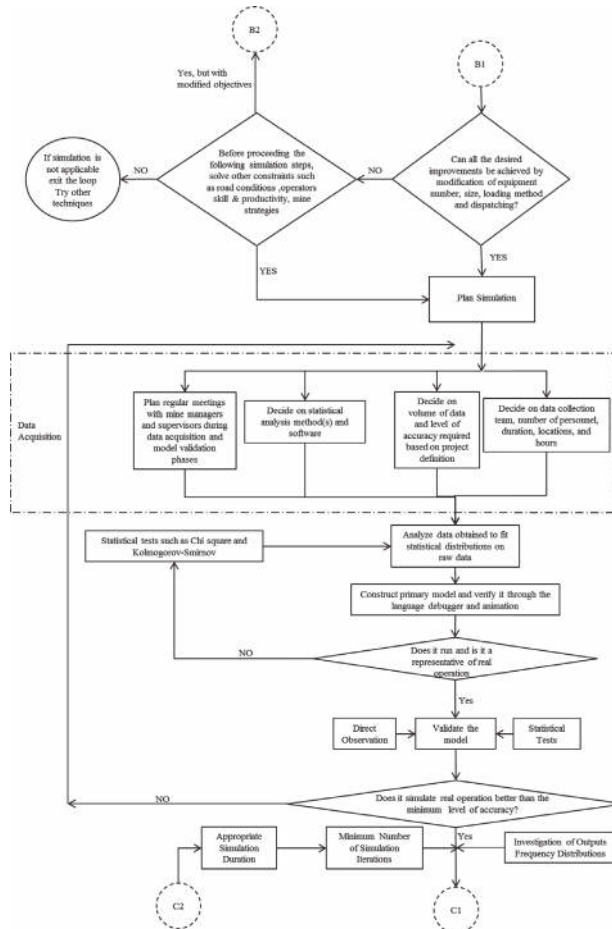 B2
B1
Yes, but with
modified objectives
If simulation is
not applicable
exit the loop
Try other
techniques
NO
Before proceeding the
following simulation steps,
solve other constraints such
as road conditions ,operators
skill & productivity, mine
strategies
NO
Can all the desired
improvements be achieved by
modification of equipment
number, size, loading method
and dispatching?
YES
YES
Plan Simulation
Data
Acquisition
Plan regular meetings
with mine managers
and supervisors during
data acquisition and
model validation
phases
Decide on statistical
analysis method(s) and
software
Decide on
volume of data
and level of
accuracy required
based on project
definition
Decide on data collection
team, number of personnel,
duration, locations, and
hours
Statistical tests such as Chi square and
Kolmogorov-Smirnov
Analyze data obtained to fit
statistical distributions on
raw data
Construct primary model and verify it through the
language debugger and animation
NO
Does it run and is it a
representative of real
operation
Yes
Direct
Observation
Validate the
model
Statistical
Tests
NO
Does it simulate real operation better than the
minimum level of accuracy?
Yes
Appropriate
Simulation
Duration
Minimum Number
of Simulation
Iterations
Investigation of Outputs
Frequency Distributions
C2
C1